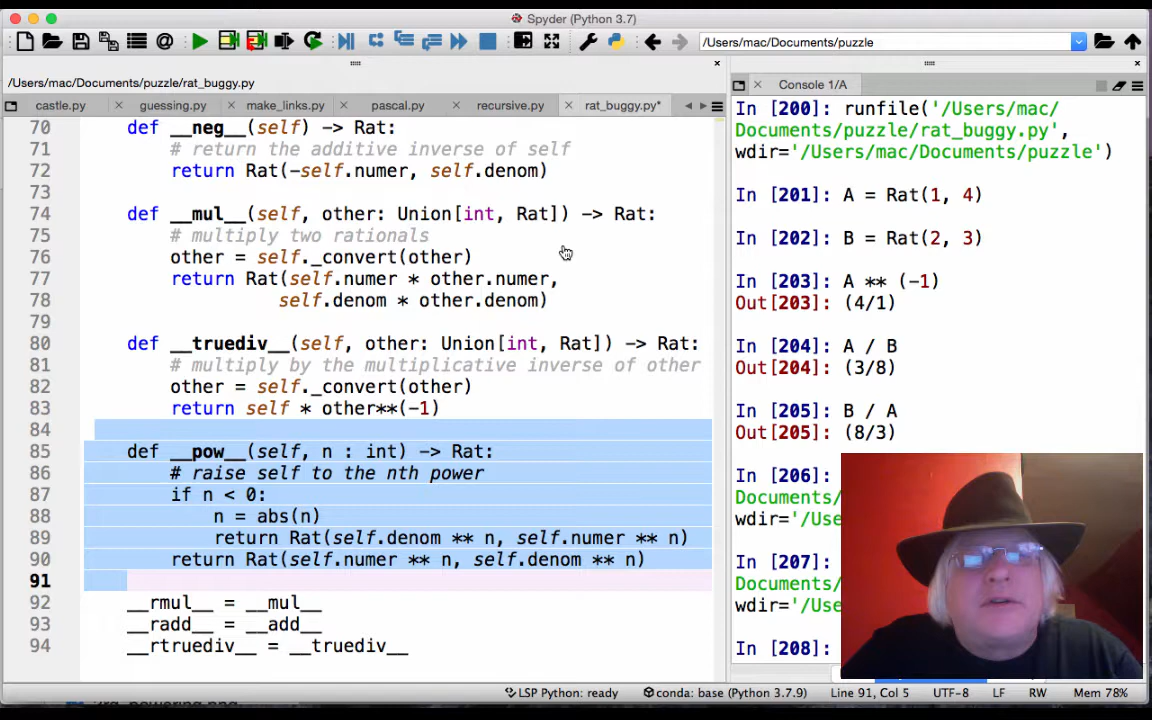 Spyder (Python 3.7)
/Users/mac/Documents/puzzle
/Users/mac/Documents/puzzle/rat_buggy.py
castle.py
guessing.py
make_links.py
pascal.py
recursive.py
rat_buggy.py*
Console 1/A
70 def __neg__(self) -> Rat:
71 # return the additive inverse of self
72 return Rat(-self.numer, self.denom)
73
74 def __mul__(self, other: Union[int, Rat]) -> Rat:
75 # multiply two rationals
76 other = self._convert(other)
77 return Rat(self.numer * other.numer,
78 self.denom * other.denom)
79
80 def __truediv__(self, other: Union[int, Rat]) -> Rat:
81 # multiply by the multiplicative inverse of other
82 other = self._convert(other)
83 return self * other**(-1)
84
85 def __pow__(self, n : int) -> Rat:
86 # raise self to the nth power
87 if n < 0:
88 n = abs(n)
89 return Rat(self.denom ** n, self.numer ** n)
90 return Rat(self.numer ** n, self.denom ** n)
91
92 __rmul__ = __mul__
93 __radd__ = __add__
94 __rtruediv__ = __truediv__
In [200]: runfile('/Users/mac/
Documents/puzzle/rat_buggy.py',
wdir='/Users/mac/Documents/puzzle')
In [201]: A = Rat(1, 4)
In [202]: B = Rat(2, 3)
In [203]: A ** (-1)
Out[203]: (4/1)
In [204]: A / B
Out[204]: (3/8)
In [205]: B / A
Out[205]: (8/3)
In [206]:
Documents/
wdir='/Use
In [207]:
Documents/
wdir='/Use
In [208]:
LSP Python: ready
conda: base (Python 3.7.9)
Line 91, Col 5
UTF-8
LF
RW
Mem 78%